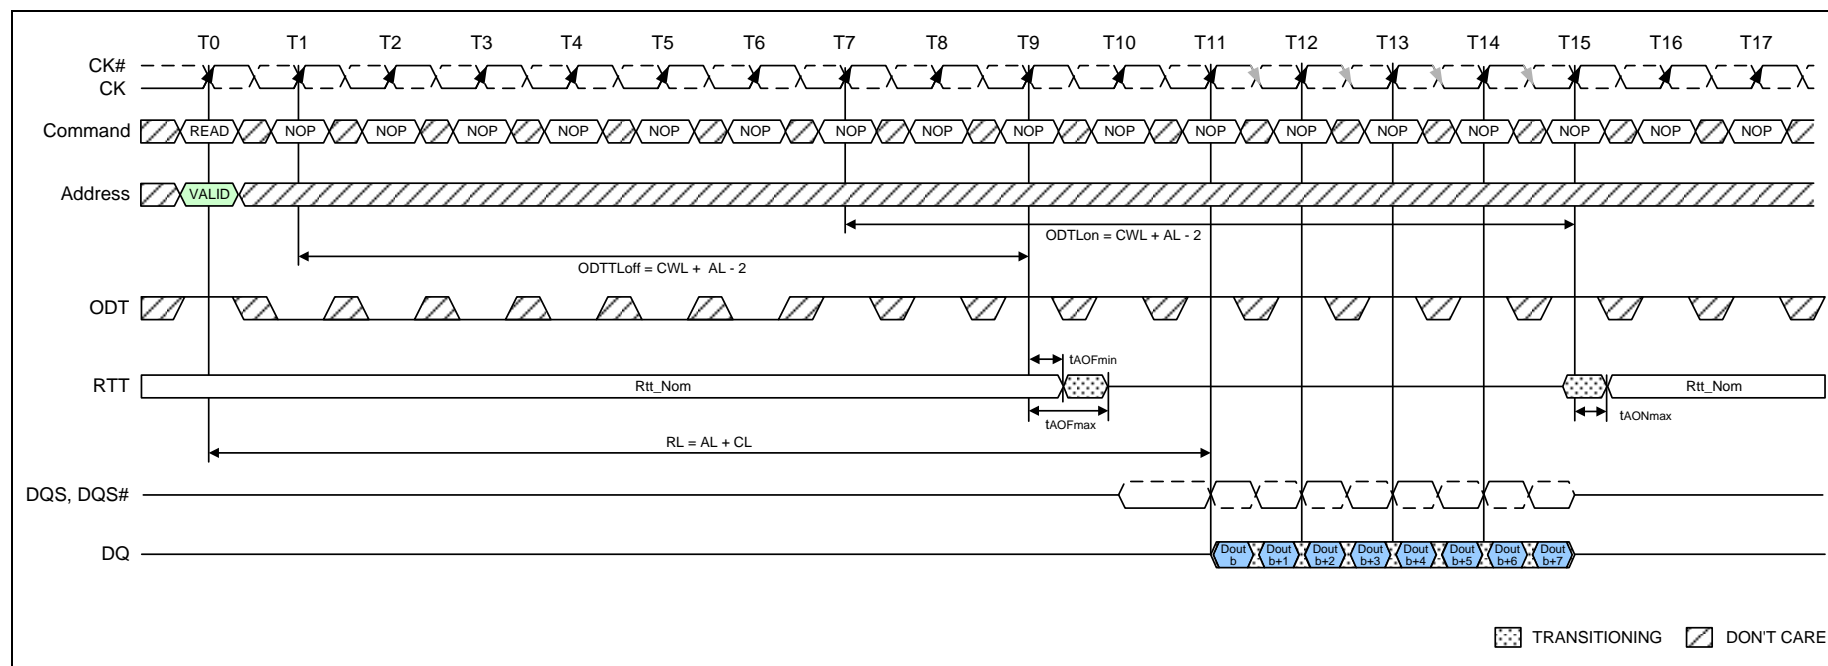 T0 T1 T2 T3 T4 T5 T6 T7 T8 T9 T10 T11 T12 T13 T14 T15 T16 T17
CK#
CK
Command READ NOP NOP NOP NOP NOP NOP NOP NOP NOP NOP NOP NOP NOP NOP NOP NOP NOP
Address VALID
ODTLon = CWL + AL - 2
ODTTLoff = CWL + AL - 2
ODT
tAOFmin
RTT Rtt_Nom Rtt_Nom
tAOFmax tAONmax
RL = AL + CL
DQS, DQS#
DQ Dout b Dout b+1 Dout b+2 Dout b+3 Dout b+4 Dout b+5 Dout b+6 Dout b+7
TRANSITIONING DON'T CARE